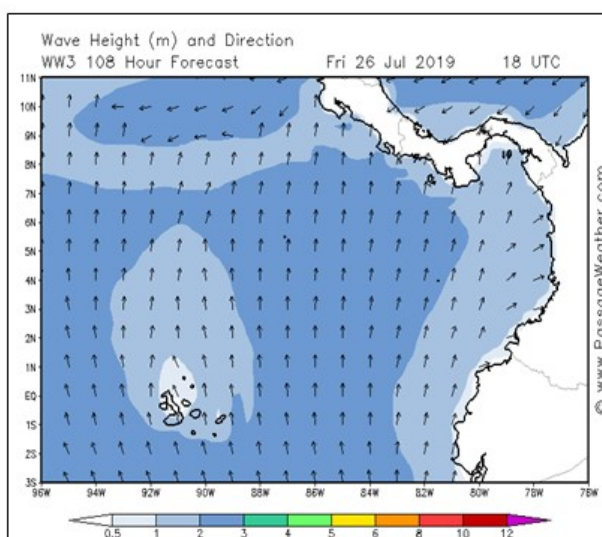 Wave Height (m) and Direction
WW3 108 Hour Forecast Fri 26 Jul 2019 18 UTC
11N
10N
9N
8N
7N
6N
5N
4N
3N
2N
1N
EQ
1S
2S
3S
96W 94W 92W 90W 88W 86W 84W 82W 80W 78W 76W
© www.PassageWeather.com
0.5 1 2 3 4 5 6 8 10 12